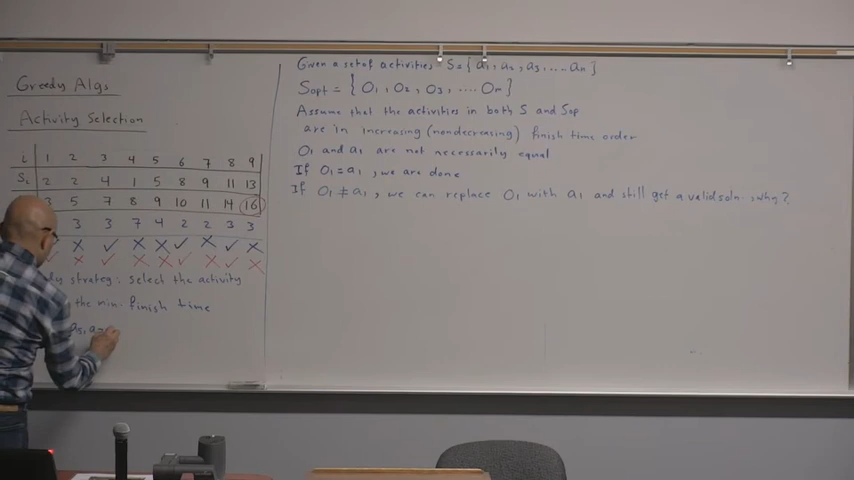 Greedy Algs
Activity Selection
i 1 2 3 4 5 6 7 8 9
Si 2 2 4 1 5 8 9 11 13
3 5 7 8 9 10 11 14 16
3 3 7 4 2 2 3 3
x ✓ x x ✓ x ✓ x
✓ x ✓ x x ✓ x ✓ x
dy strateg: select the activity
the min. finish time
Given a set of activities S = { a1, a2, a3, .... an }
Sopt = { O1, O2, O3, .... Om }
Assume that the activities in both S and Sop
are in increasing (nondecreasing) finish time order
O1 and a1 are not necessarily equal
If O1 = a1, we are done
If O1 ≠ a1, we can replace O1 with a1 and still get a valid soln. why?